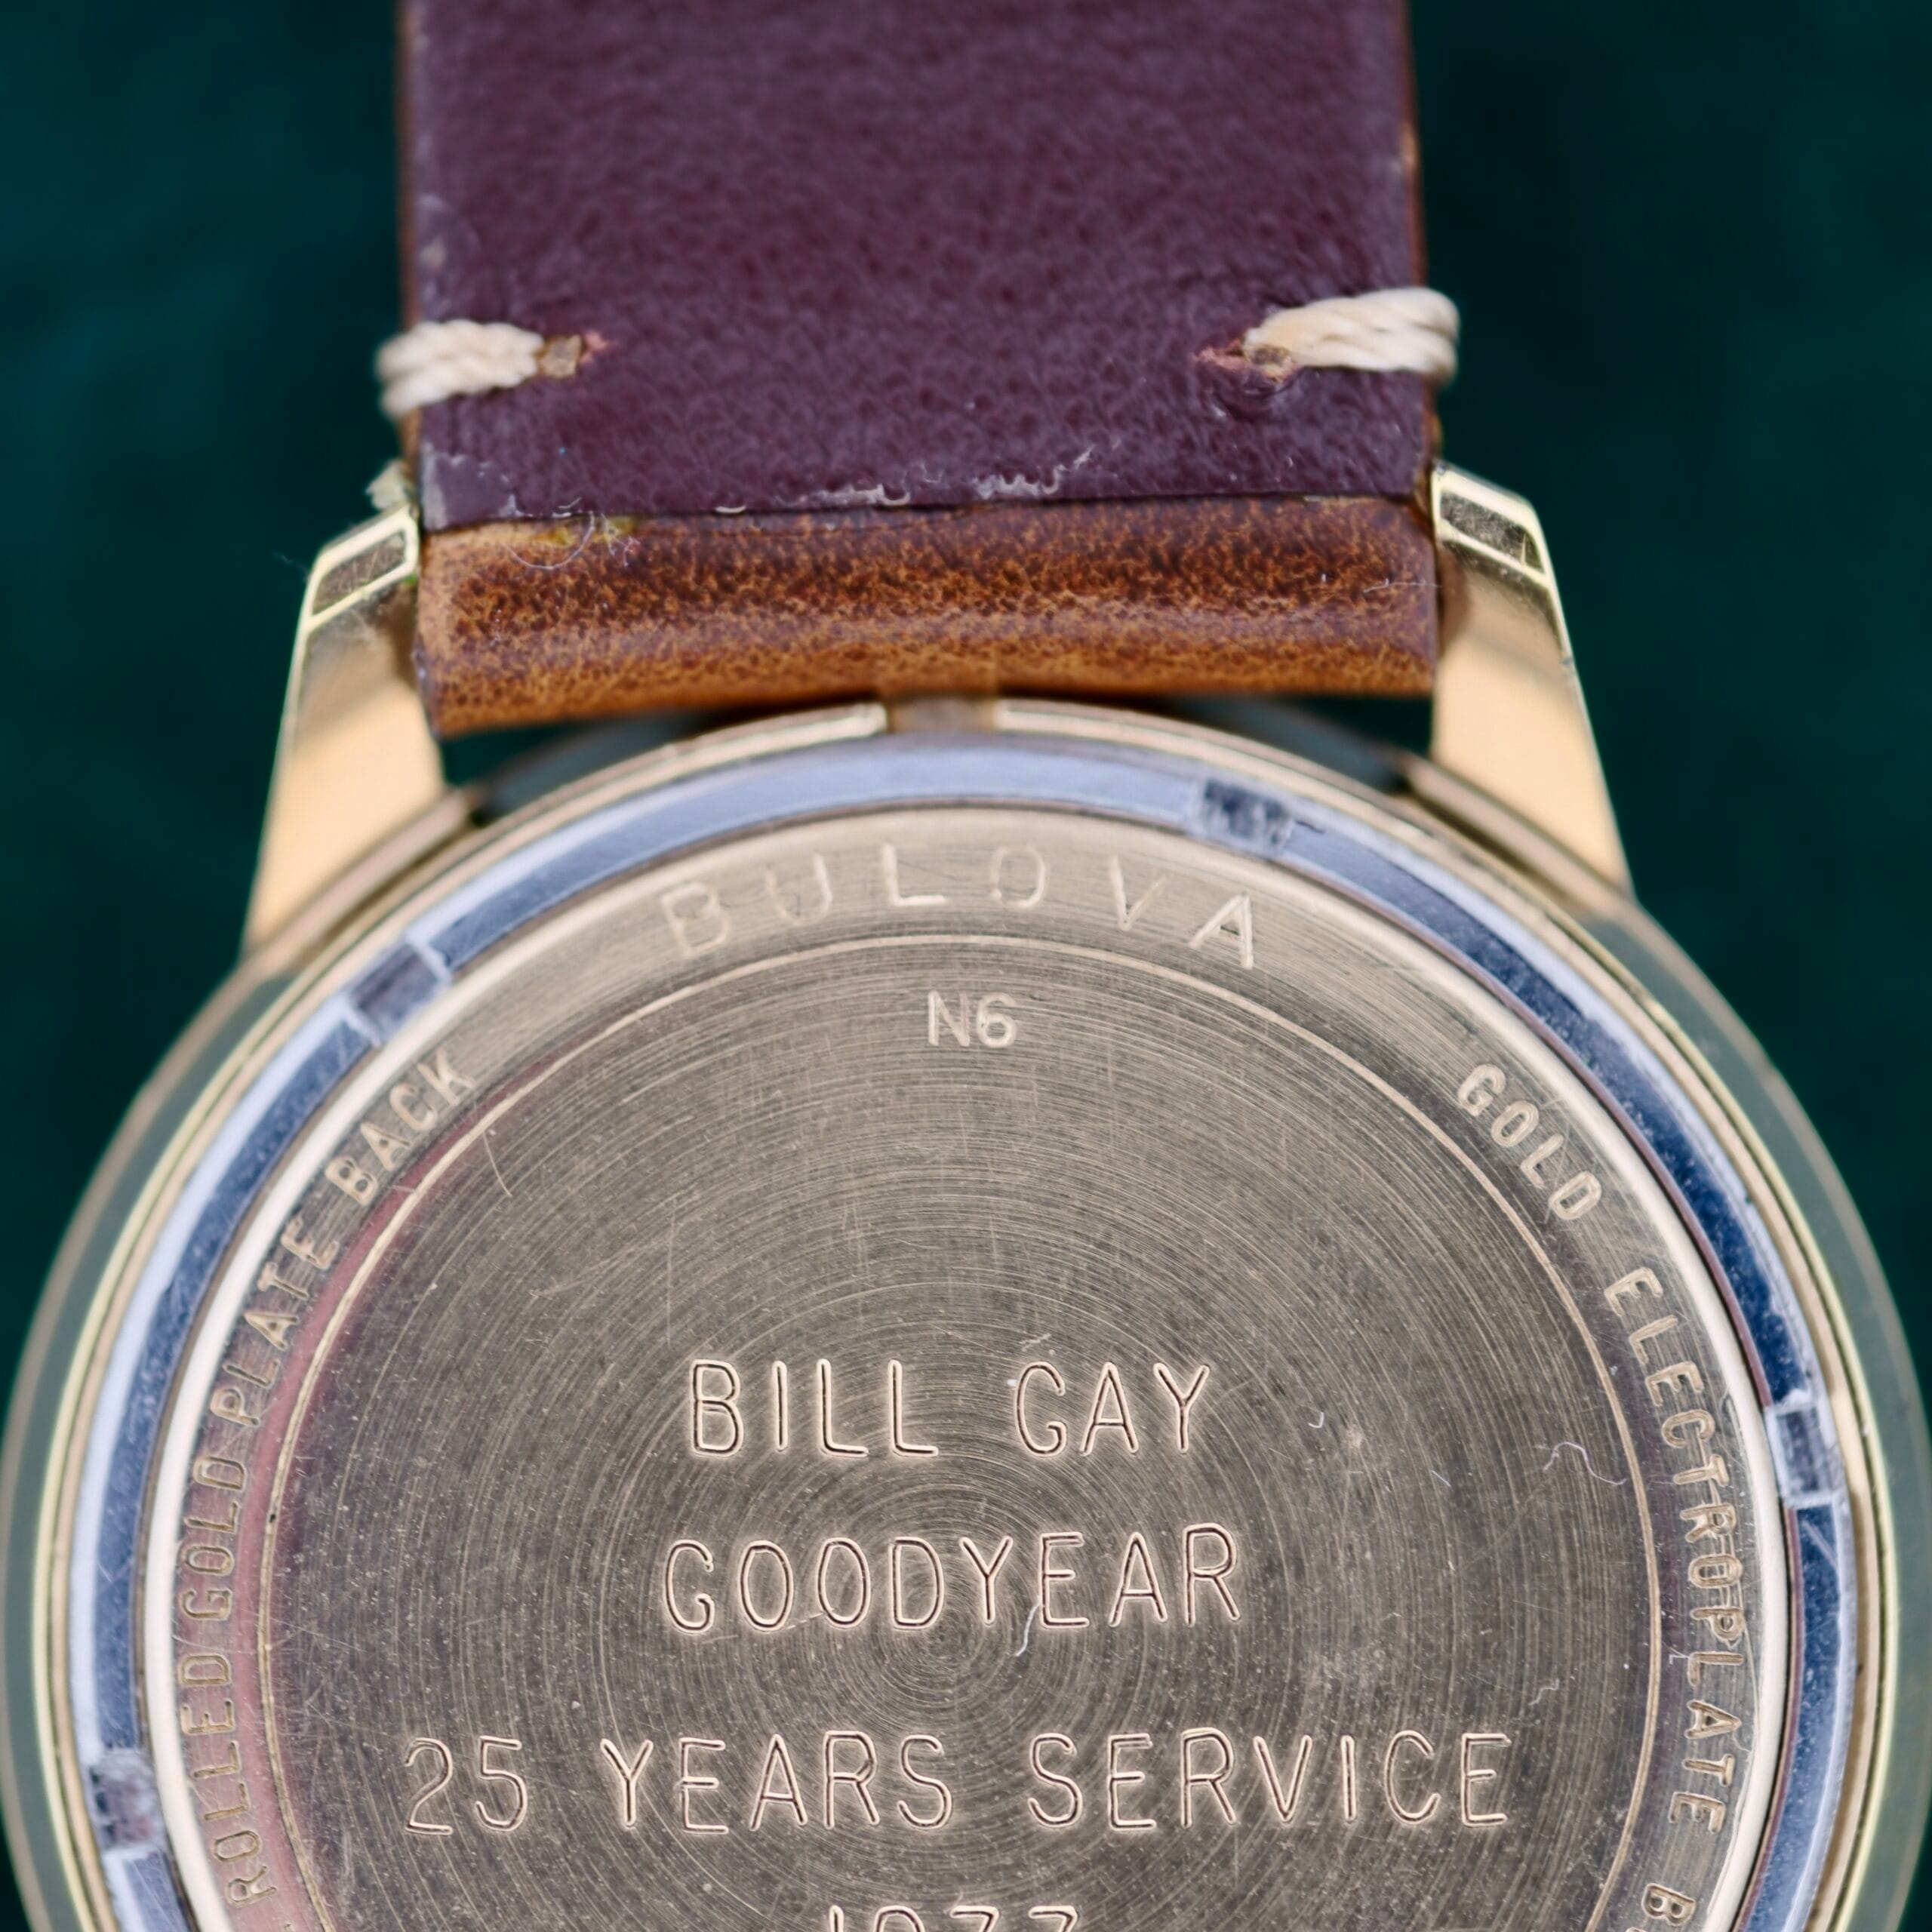 BULOVA
N6
ROLLED GOLD PLATE BACK
GOLD ELECTROPLATE
BILL GAY
GOODYEAR
25 YEARS SERVICE